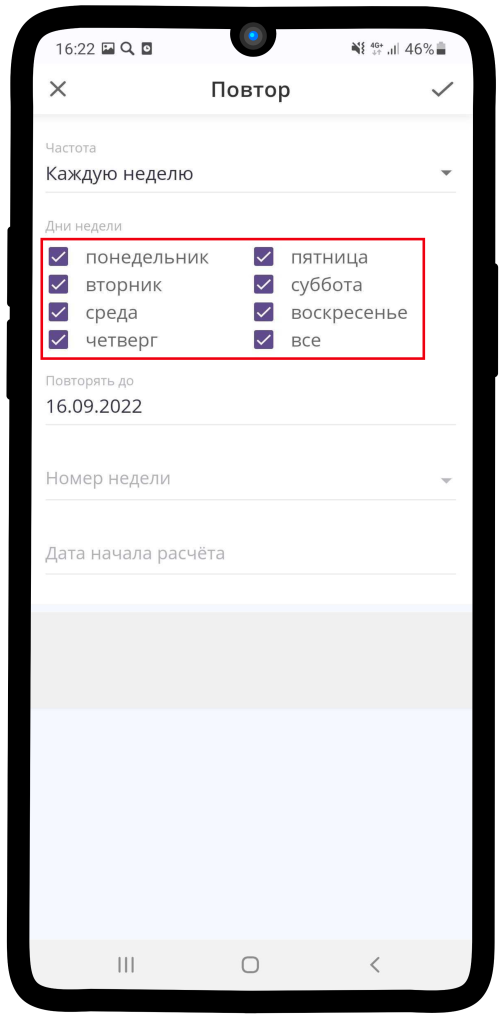 16:22 4G+ 46%
Повтор
Частота
Каждую неделю
Дни недели
понедельник пятница
вторник суббота
среда воскресенье
четверг все
Повторять до
16.09.2022
Номер недели
Дата начала расчёта